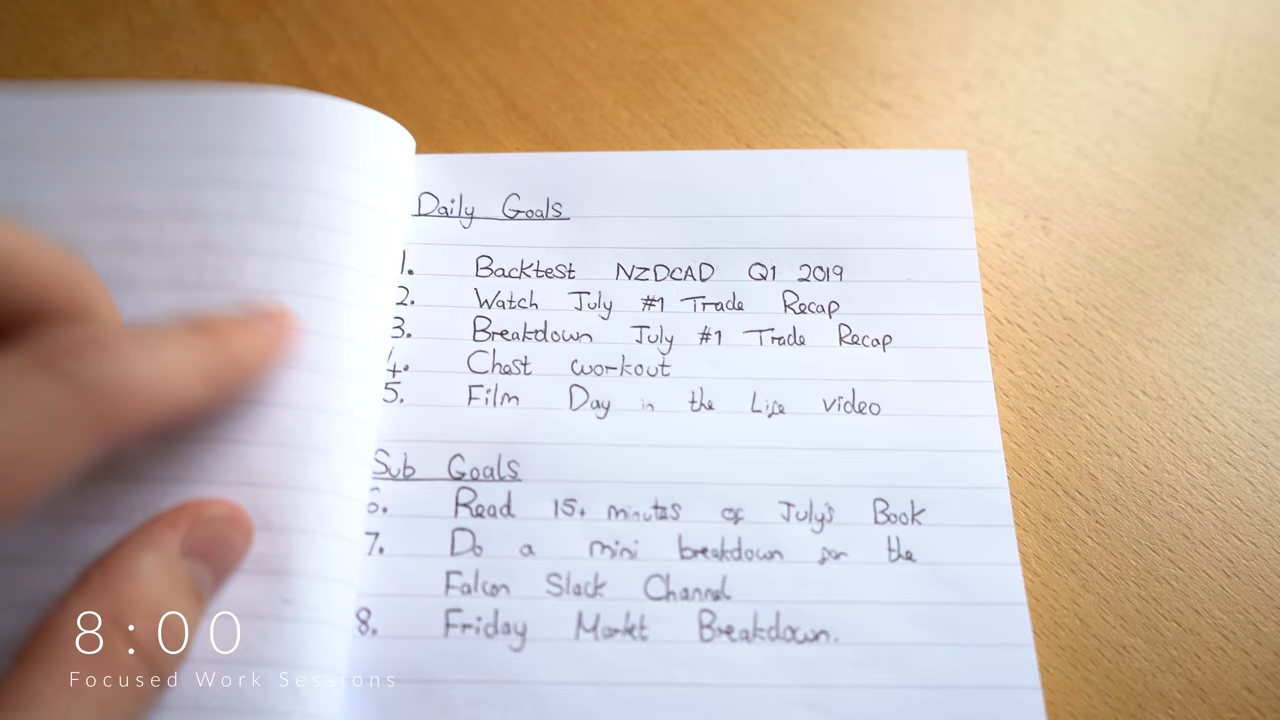 Daily Goals
1. Backtest NZDCAD Q1 2019
2. Watch July #1 Trade Recap
3. Breakdown July #1 Trade Recap
4. Chest workout
5. Film Day in the Life video
Sub Goals
6. Read 15+ minutes of July's Book
7. Do a mini breakdown for the
Falcon Slack Channel
8. Friday Market Breakdown.
8:00
Focused Work Sessions